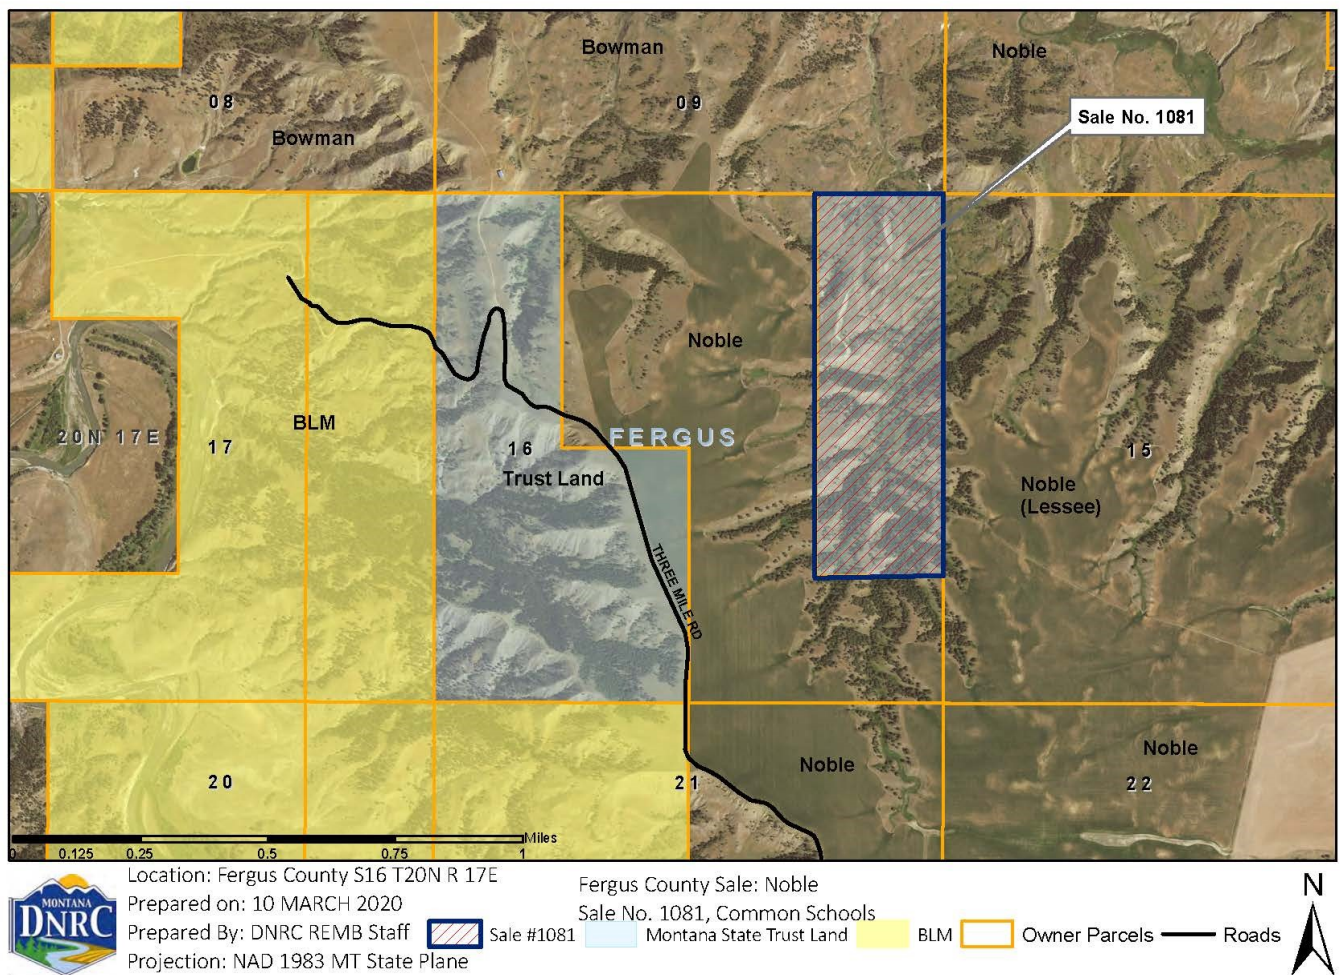 Bowman
Noble
08
09
Sale No. 1081
Bowman
Noble
20N 17E
17
BLM
16
FERGUS
15
Trust Land
Noble
(Lessee)
THREE MILE RD
Noble
Noble
20
21
22
Miles
0 0.125 0.25 0.5 0.75 1
MONTANA
DNRC
Location: Fergus County S16 T20N R 17E
Prepared on: 10 MARCH 2020
Prepared By: DNRC REMB Staff
Projection: NAD 1983 MT State Plane
Fergus County Sale: Noble
Sale No. 1081, Common Schools
Sale #1081
Montana State Trust Land
BLM
Owner Parcels
Roads
N